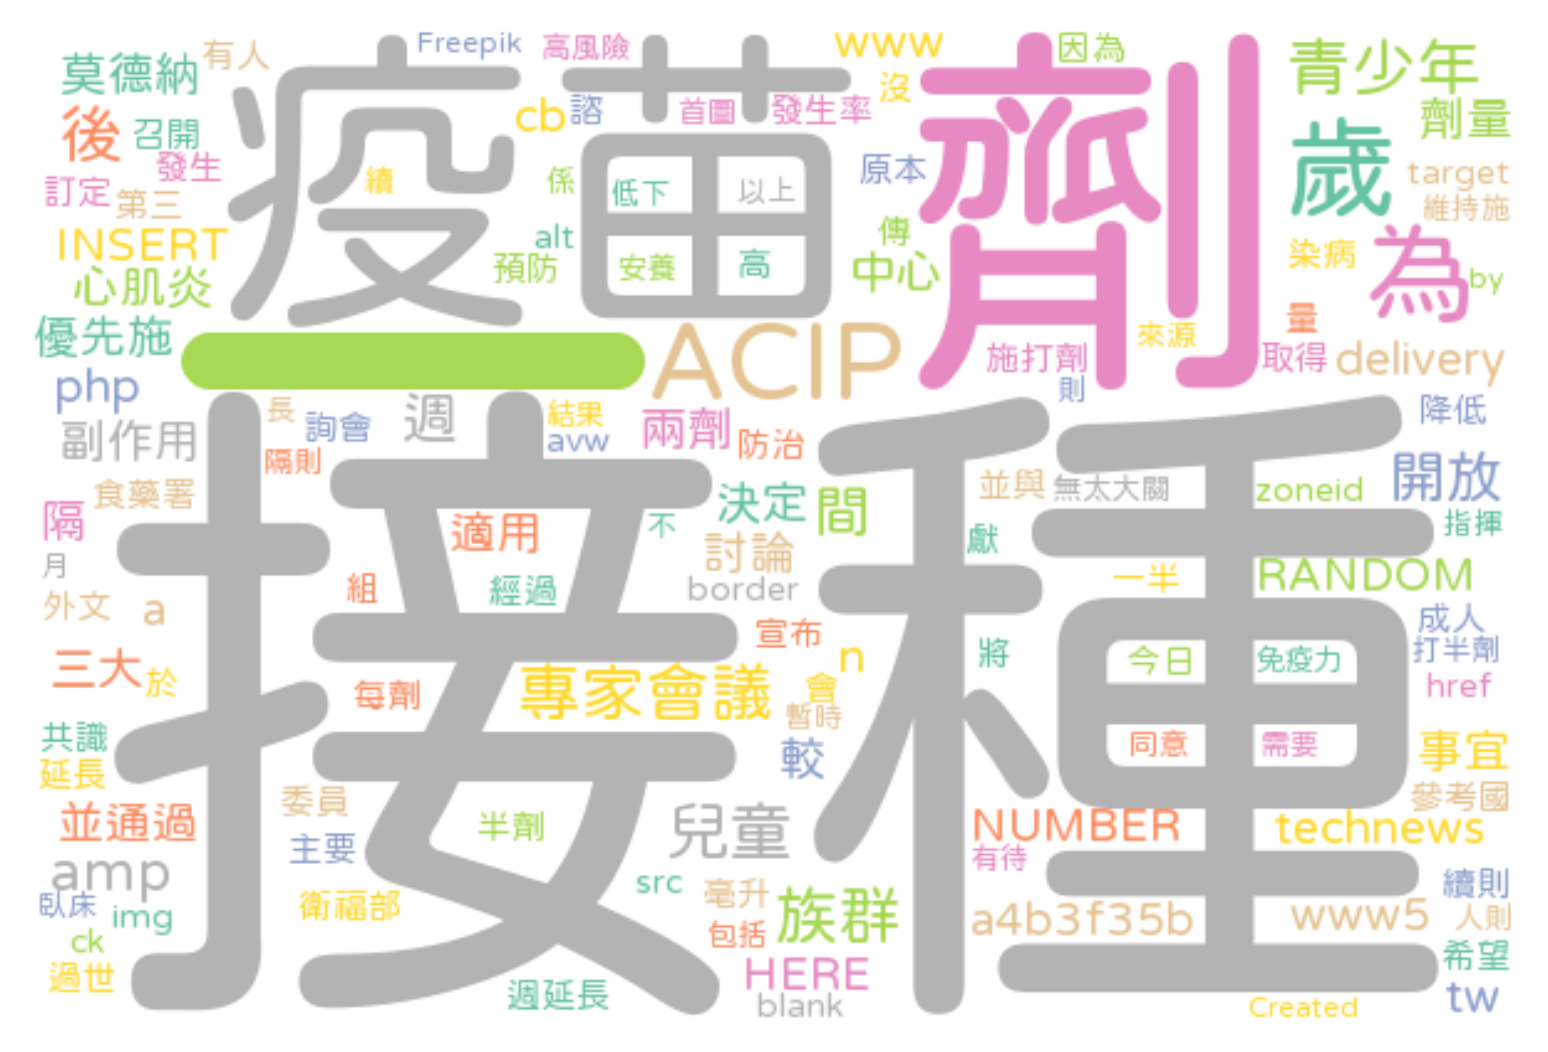 疫苗
劑
一
接種
ACIP
莫德納
有人
Freepik
高風險
www
因為
青少年
後
召開
cb
諮
首圖
發生率
沒
劑量
發生
訂定
第三
續
係
低下
以上
原本
歲
target
維持施
INSERT
alt
傳
染病
為
心肌炎
預防
安養
高
中心
by
優先施
量
來源
施打劑
取得
delivery
php
則
降低
副作用
長
詢會
週
結果
avw
兩劑
防治
隔則
食藥署
隔
適用
不
決定
間
並與
無太大關
zoneid
開放
指揮
月
討論
獻
組
經過
border
一半
RANDOM
外文
a
宣布
將
成人
打半劑
三大
於
每劑
專家會議
n
會
暫時
今日
免疫力
href
共識
延長
較
同意
需要
事宜
參考國
並通過
委員
主要
半劑
兒童
NUMBER
有待
technews
amp
臥床
img
衛福部
src
毫升
族群
a4b3f35b
www5
續則
人則
ck
包括
希望
過世
週延長
HERE
blank
Created
tw